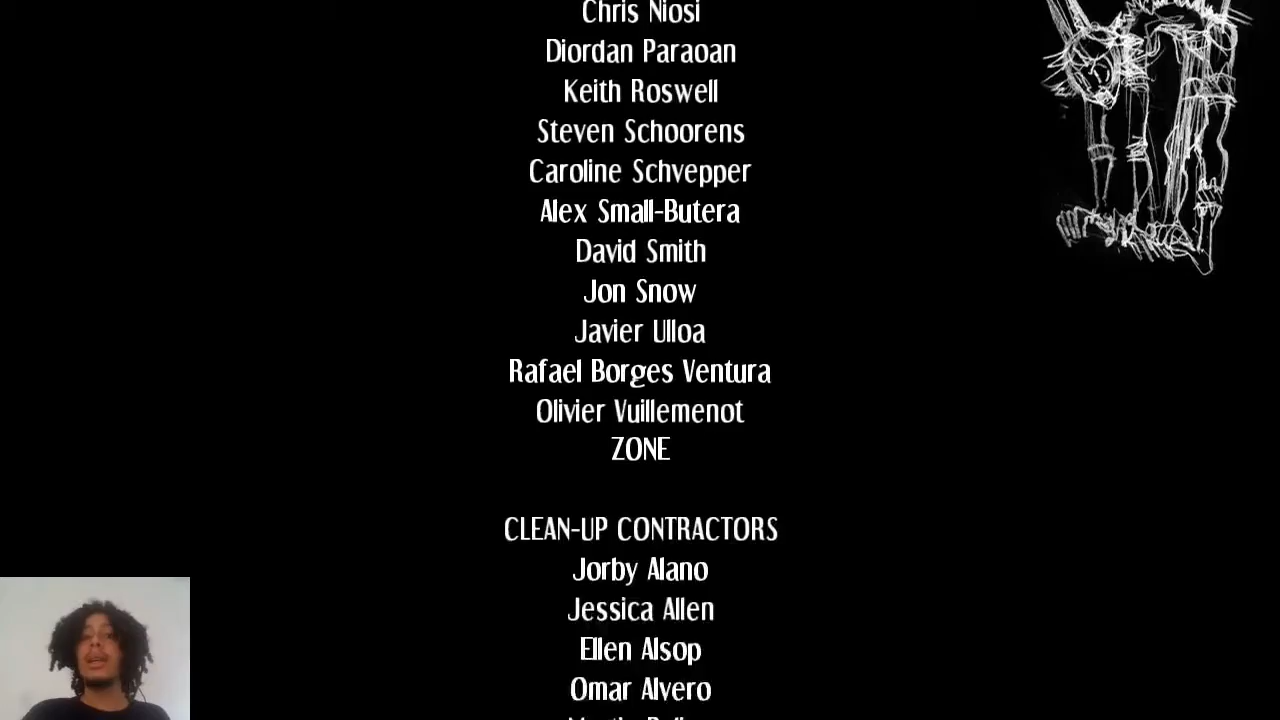 Chris Niosi
Diordan Paraoan
Keith Roswell
Steven Schoorens
Caroline Schvepper
Alex Small-Butera
David Smith
Jon Snow
Javier Ulloa
Rafael Borges Ventura
Olivier Vuillemenot
ZONE
CLEAN-UP CONTRACTORS
Jorby Alano
Jessica Allen
Ellen Alsop
Omar Alvero